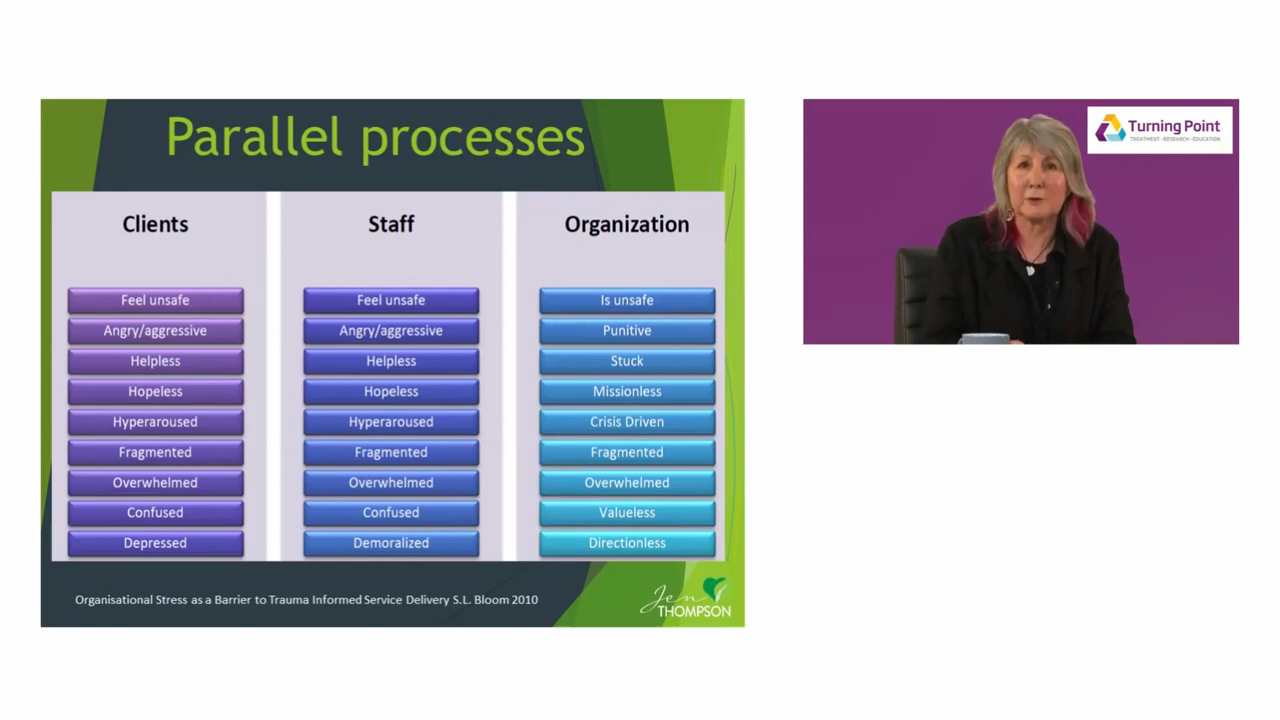 Parallel processes
Clients
Feel unsafe
Angry/aggressive
Helpless
Hopeless
Hyperaroused
Fragmented
Overwhelmed
Confused
Depressed
Staff
Feel unsafe
Angry/aggressive
Helpless
Hopeless
Hyperaroused
Fragmented
Overwhelmed
Confused
Demoralized
Organization
Is unsafe
Punitive
Stuck
Missionless
Crisis Driven
Fragmented
Overwhelmed
Valueless
Directionless
Organisational Stress as a Barrier to Trauma Informed Service Delivery S.L. Bloom 2010
Jen
THOMPSON
Turning Point
TREATMENT · RESEARCH · EDUCATION